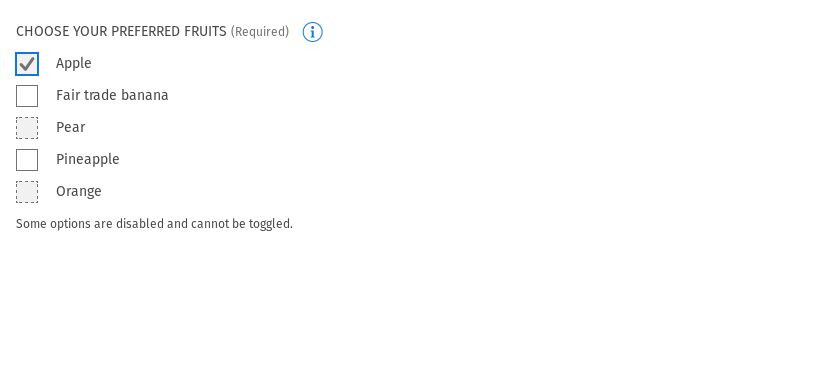 CHOOSE YOUR PREFERRED FRUITS (Required)
Apple
Fair trade banana
Pear
Pineapple
Orange
Some options are disabled and cannot be toggled.